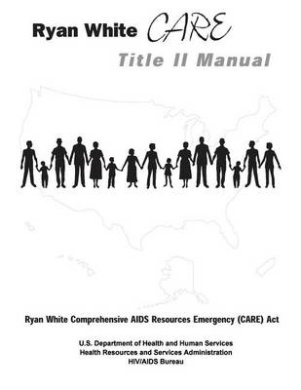 Ryan White CARE
Title II Manual
Ryan White Comprehensive AIDS Resources Emergency (CARE) Act
U.S. Department of Health and Human Services
Health Resources and Services Administration
HIV/AIDS Bureau